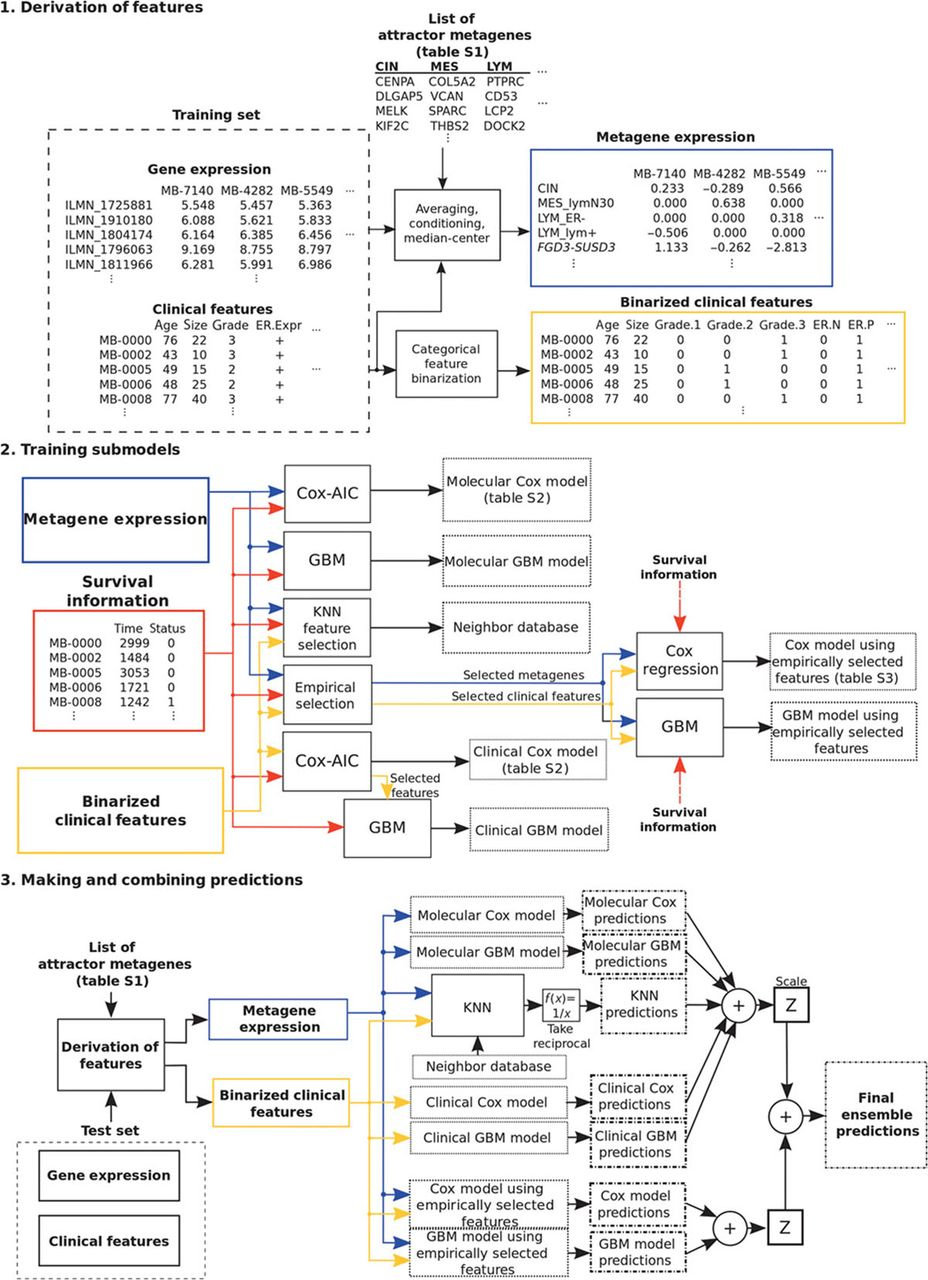 1. Derivation of features
List of
attractor metagenes
(table S1)
CIN MES LYM ...
CENPA COL5A2 PTPRC
DLGAP5 VCAN CD53 ...
MELK SPARC LCP2
KIF2C THBS2 DOCK2
⋮
Training set
Gene expression
MB-7140 MB-4282 MB-5549 ...
ILMN_1725881 5.548 5.457 5.363
ILMN_1910180 6.088 5.621 5.833
ILMN_1804174 6.164 6.385 6.456 ...
ILMN_1796063 9.169 8.755 8.797
ILMN_1811966 6.281 5.991 6.986
⋮ ⋮
Clinical features
Age Size Grade ER.Expr ...
MB-0000 76 22 3 +
MB-0002 43 10 3 +
MB-0005 49 15 2 + ...
MB-0006 48 25 2 +
MB-0008 77 40 3 +
⋮ ⋮
Averaging,
conditioning,
median-center
Categorical
feature
binarization
Metagene expression
MB-7140 MB-4282 MB-5549 ...
CIN 0.233 −0.289 0.566
MES_lymN30 0.000 0.638 0.000
LYM_ER- 0.000 0.000 0.318 ...
LYM_lym+ −0.506 0.000 0.000
FGD3-SUSD3 1.133 −0.262 −2.813
⋮ ⋮
Binarized clinical features
Age Size Grade.1 Grade.2 Grade.3 ER.N ER.P ...
MB-0000 76 22 0 0 1 0 1
MB-0002 43 10 0 0 1 0 1
MB-0005 49 15 0 1 0 0 1 ...
MB-0006 48 25 0 1 0 0 1
MB-0008 77 40 0 0 1 0 1
⋮ ⋮
2. Training submodels
Metagene expression
Survival
information
Time Status
MB-0000 2999 0
MB-0002 1484 0
MB-0005 3053 0
MB-0006 1721 0
MB-0008 1242 1
⋮ ⋮ ⋮
Binarized
clinical features
Cox-AIC
GBM
KNN
feature
selection
Empirical
selection
Cox-AIC
Selected
features
GBM
Molecular Cox model
(table S2)
Molecular GBM model
Neighbor database
Selected metagenes
Selected clinical features
Clinical Cox model
(table S2)
Clinical GBM model
Survival
information
Cox
regression
GBM
Survival
information
Cox model using
empirically selected
features (table S3)
GBM model using
empirically selected
features
3. Making and combining predictions
List of
attractor metagenes
(table S1)
Derivation of
features
Test set
Gene expression
Clinical features
Metagene
expression
Binarized clinical
features
Molecular Cox model
Molecular GBM model
KNN
f(x)=
1/x
Take
reciprocal
Neighbor database
Clinical Cox model
Clinical GBM model
Cox model using
empirically selected
features
GBM model using
empirically selected
features
Molecular Cox
predictions
Molecular GBM
predictions
KNN
predictions
Clinical Cox
predictions
Clinical GBM
predictions
Cox model
predictions
GBM model
predictions
+
Scale
Z
+
+
Z
Final
ensemble
predictions